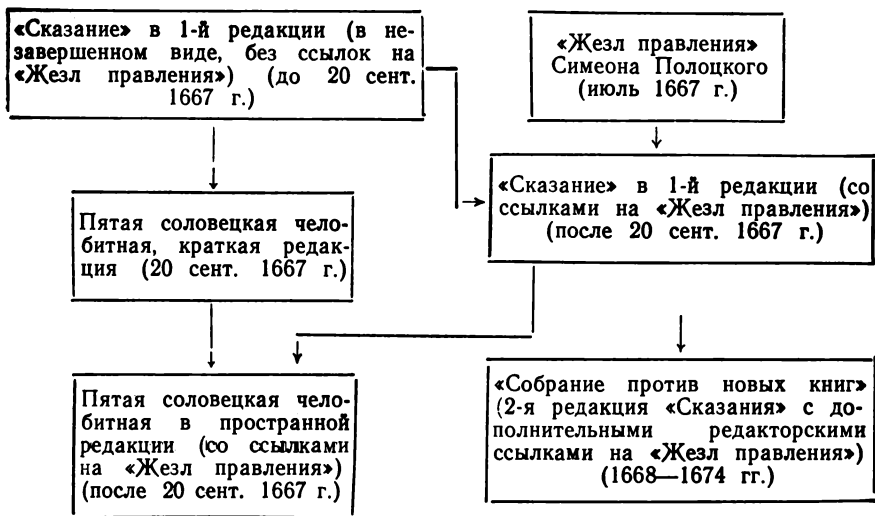 «Сказание» в 1-й редакции (в не-
завершенном виде, без ссылок на
«Жезл правления») (до 20 сент.
1667 г.)
«Жезл правления»
Симеона Полоцкого
(июль 1667 г.)
Пятая соловецкая чело-
битная, краткая редак-
ция (20 сент. 1667 г.)
«Сказание» в 1-й редакции (со
ссылками на «Жезл правления»)
(после 20 сент. 1667 г.)
Пятая соловецкая чело-
битная в пространной
редакции (со ссылками
на «Жезл правления»)
(после 20 сент. 1667 г.)
«Собрание против новых книг»
(2-я редакция «Сказания» с до-
полнительными редакторскими
ссылками на «Жезл правления»)
(1668—1674 гг.)